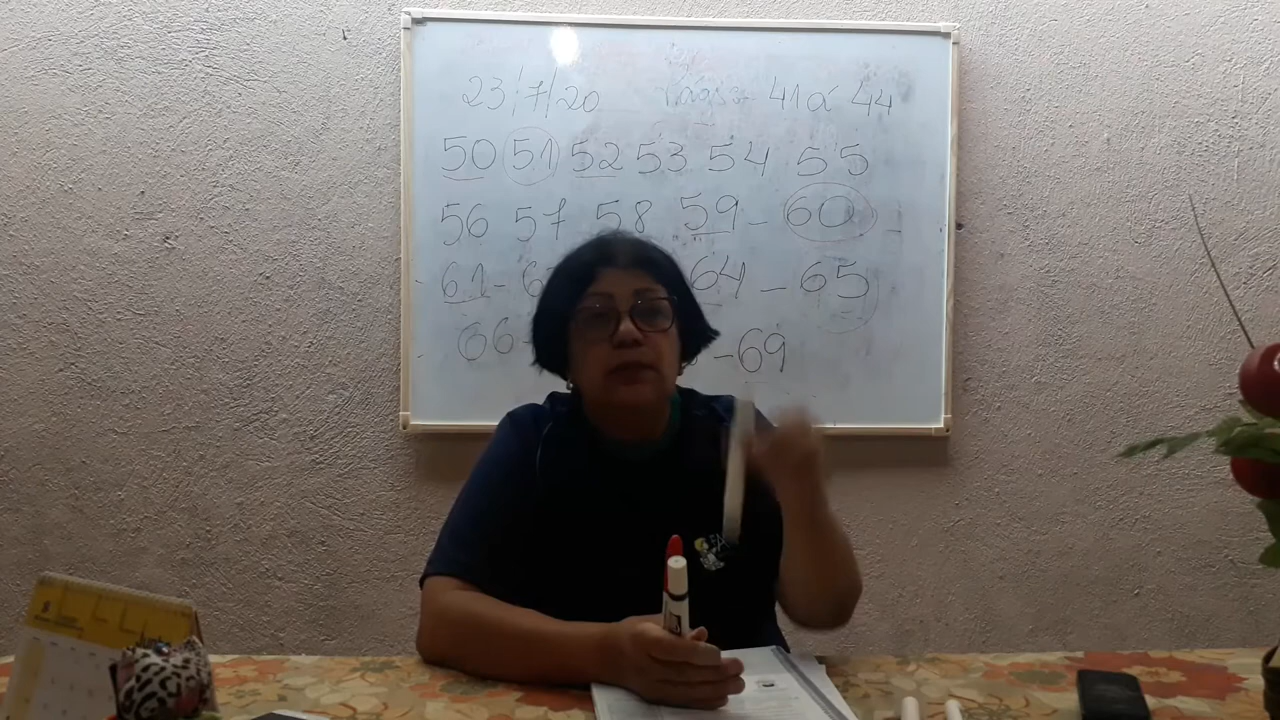 23/7/20 Págs 41 á 44
50 51 52 53 54 55
56 57 58 59 - 60
61 - 64 - 65
66 - 69